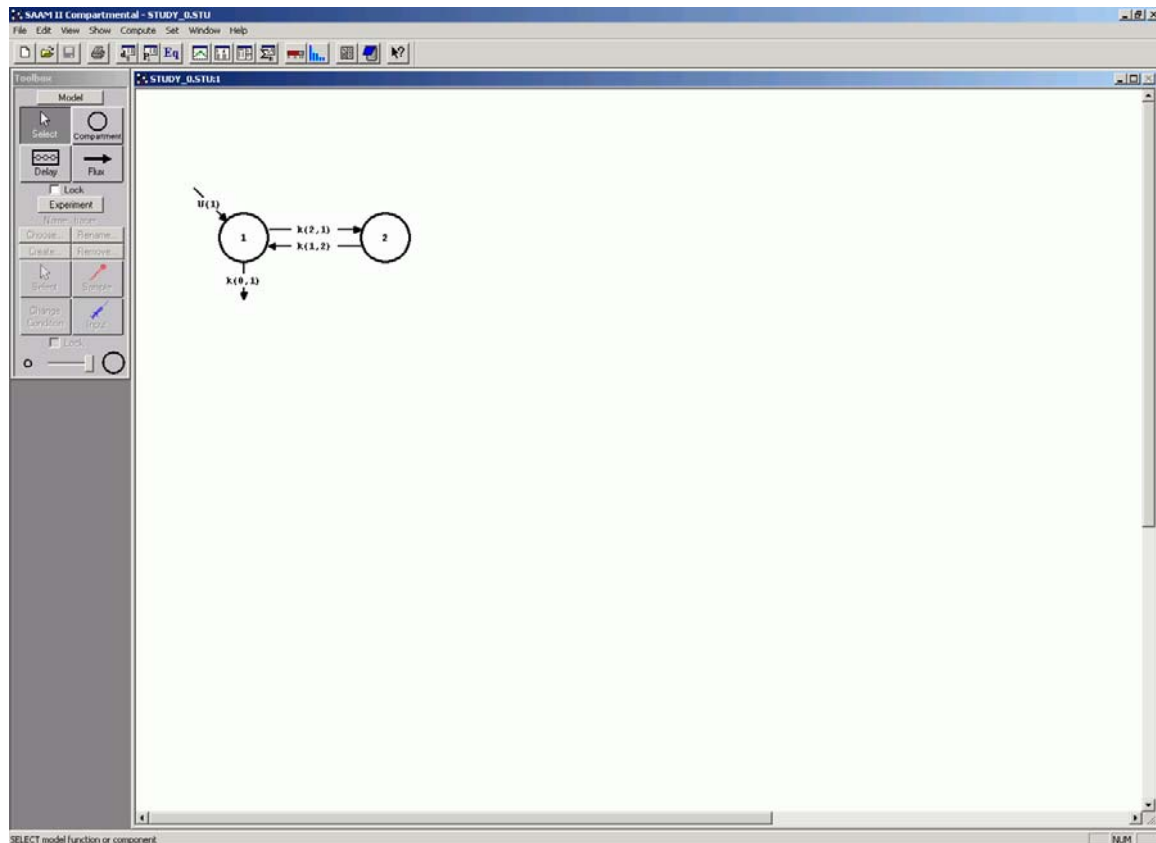 SAAM II Compartmental - STUDY_0.STU
File Edit View Show Compute Set Window Help
Eq
Toolbox
STUDY_0.STU:1
Model
Select
Compartment
Delay
Flux
Lock
Experiment
Name:
Choose... Rename...
Create... Remove...
Select
Sample
Change
Condition
Input
Lock
U(1)
1
k(2,1)
k(1,2)
2
k(0,1)
SELECT model function or component
NUM